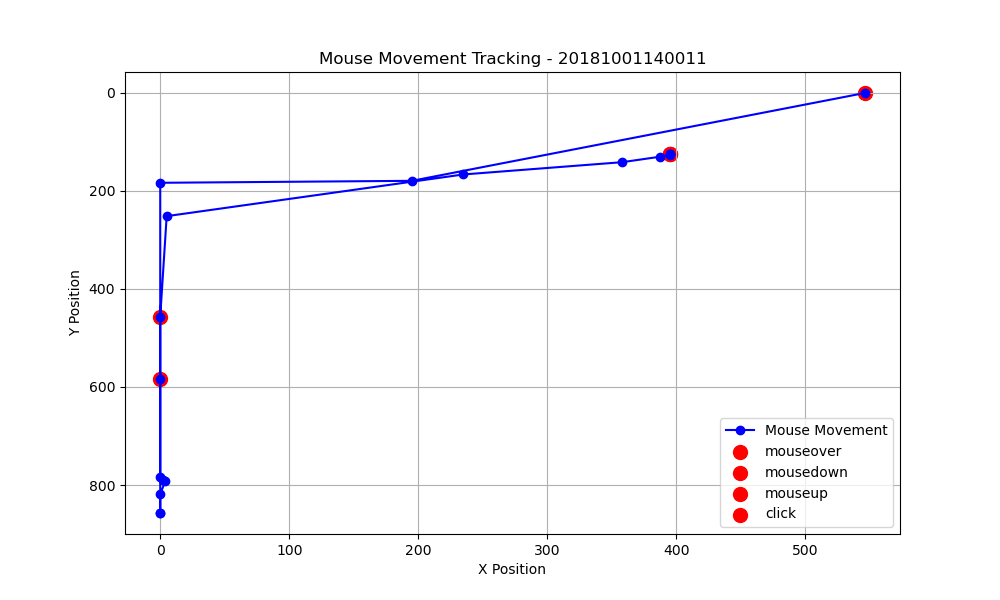 Mouse Movement Tracking - 20181001140011
0
200
400
600
800
Y Position
0 100 200 300 400 500
X Position
Mouse Movement
mouseover
mousedown
mouseup
click